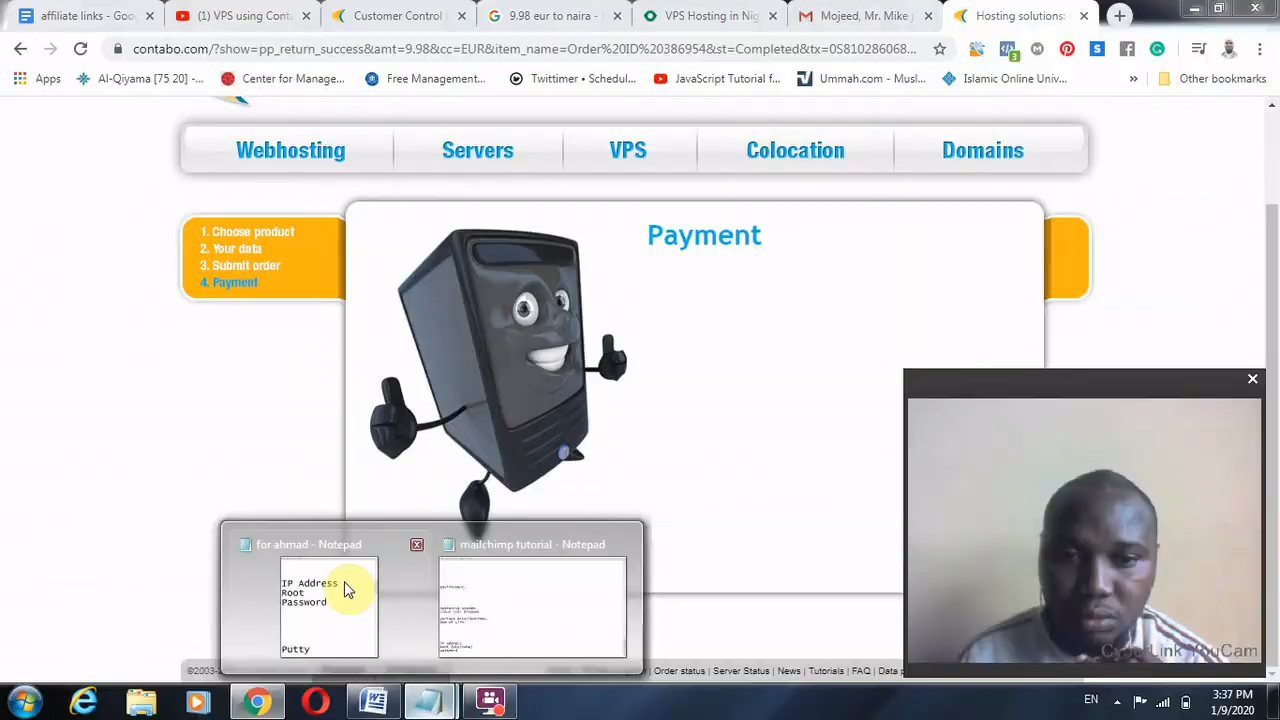 affiliate links - Goo
(1) VPS using Conta
Customer Control
9.98 eur to naira -
VPS Hosting in Nig
Mojeed, Mr. Mike
Hosting solutions:
contabo.com/?show=pp_return_success&ant=9.98&cc=EUR&item_name=Order%20ID%20386954&st=Completed&tx=0S810286068...
3
Apps
Al-Qiyama [75 20] -...
Center for Manage...
Free Management...
Twittimer • Schedul...
JavaScript Tutorial f...
Ummah.com - Musl...
Islamic Online Univ...
»
Other bookmarks
Webhosting
Servers
VPS
Colocation
Domains
1. Choose product
2. Your data
3. Submit order
4. Payment
Payment
for ahmad - Notepad
mailchimp tutorial - Notepad
IP Address
Root
Password
Putty
©2003-
Order status | Server Status | News | Tutorials | FAQ | Data p
CyberLink YouCam
EN
3:37 PM
1/9/2020